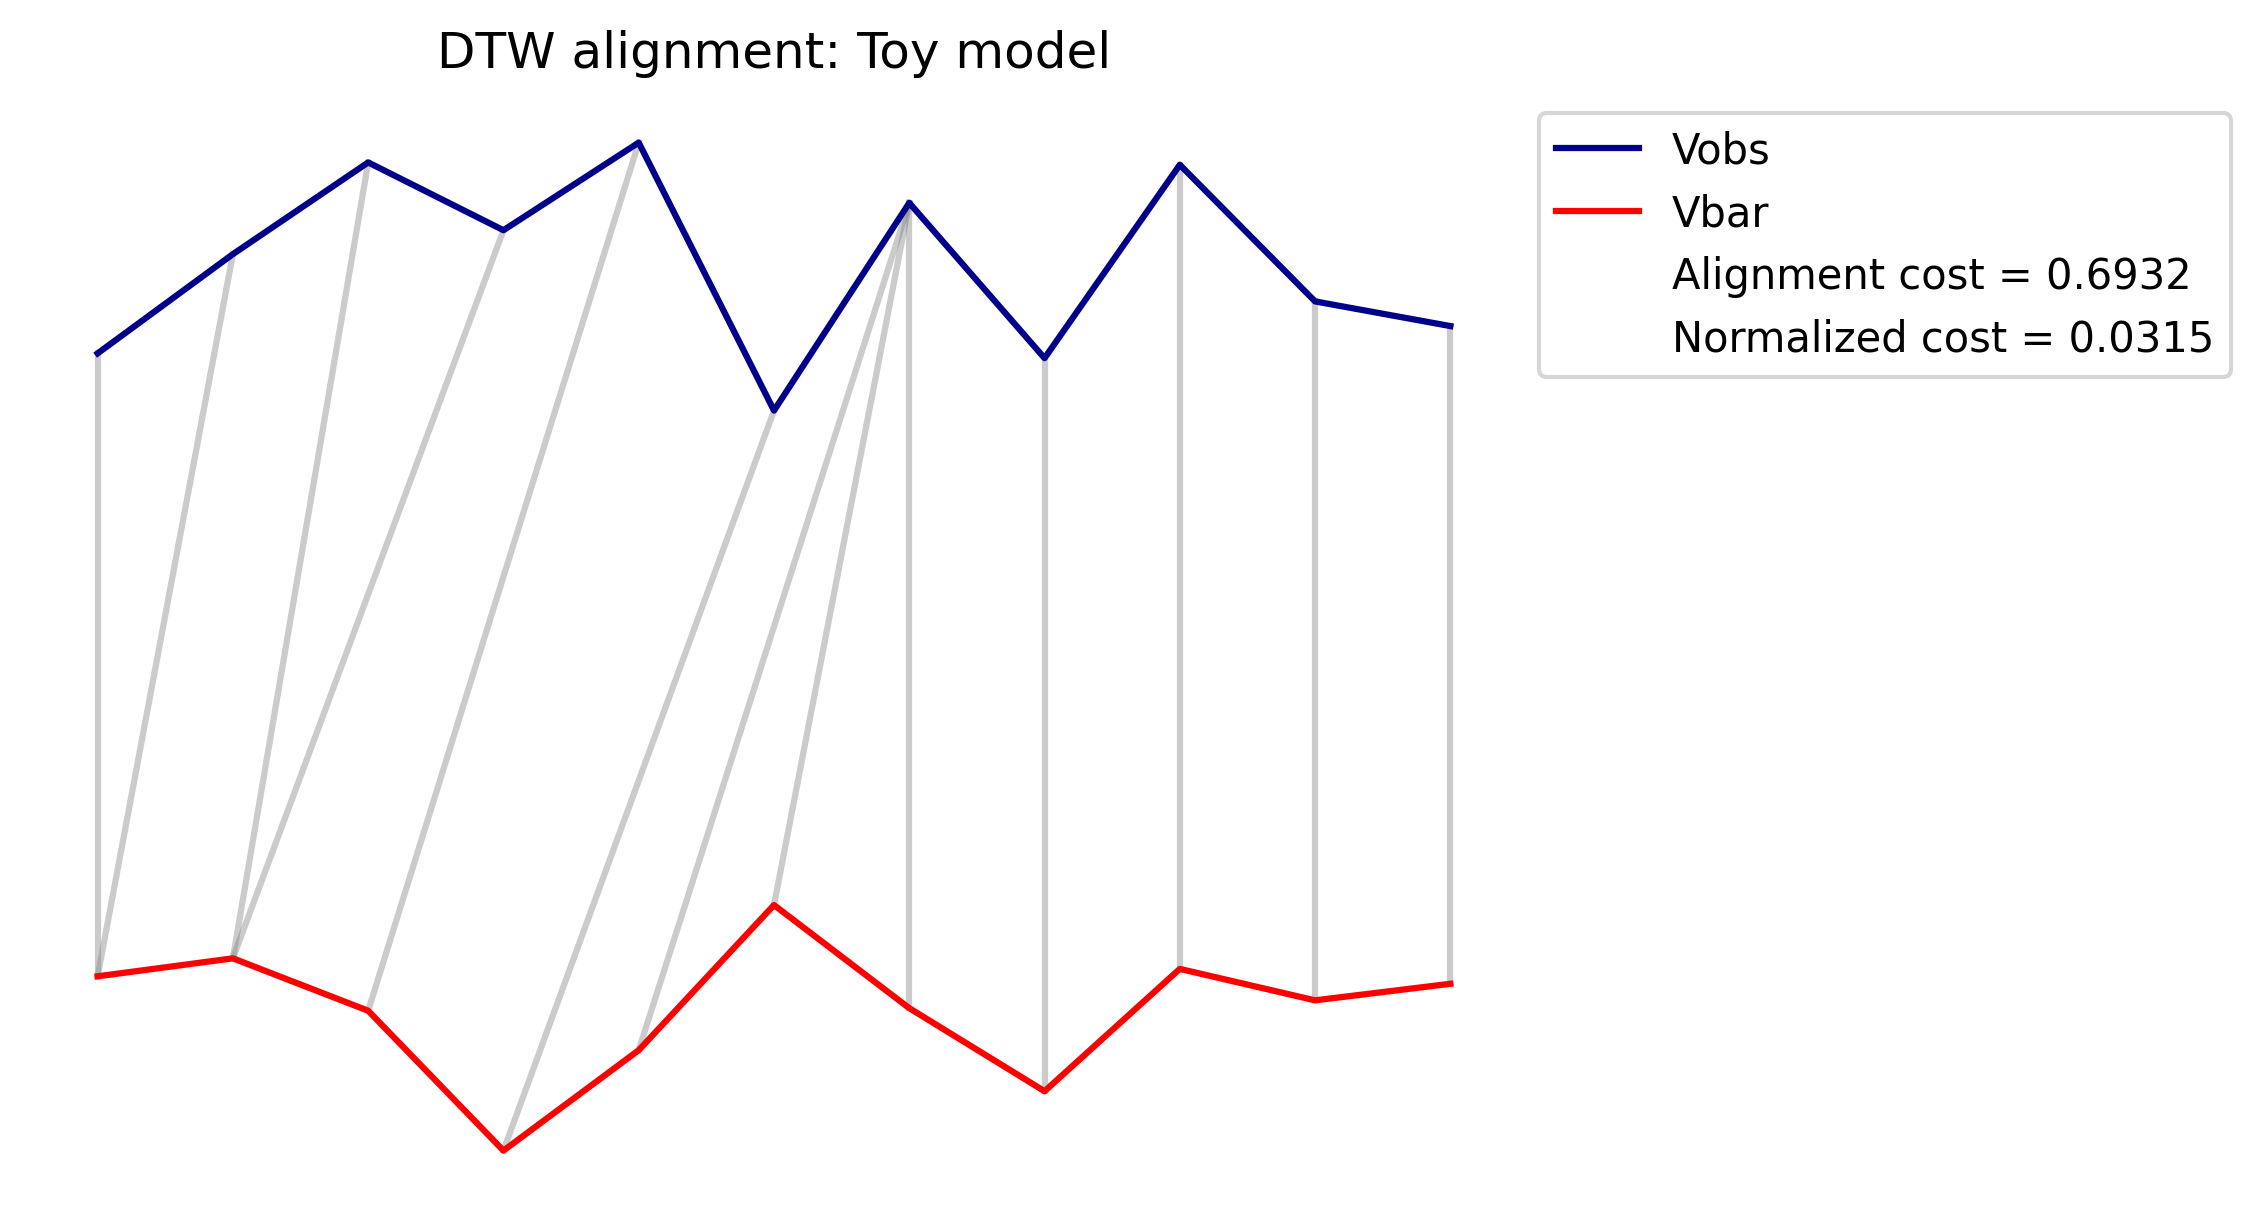 DTW alignment: Toy model
Vobs
Vbar
Alignment cost = 0.6932
Normalized cost = 0.0315